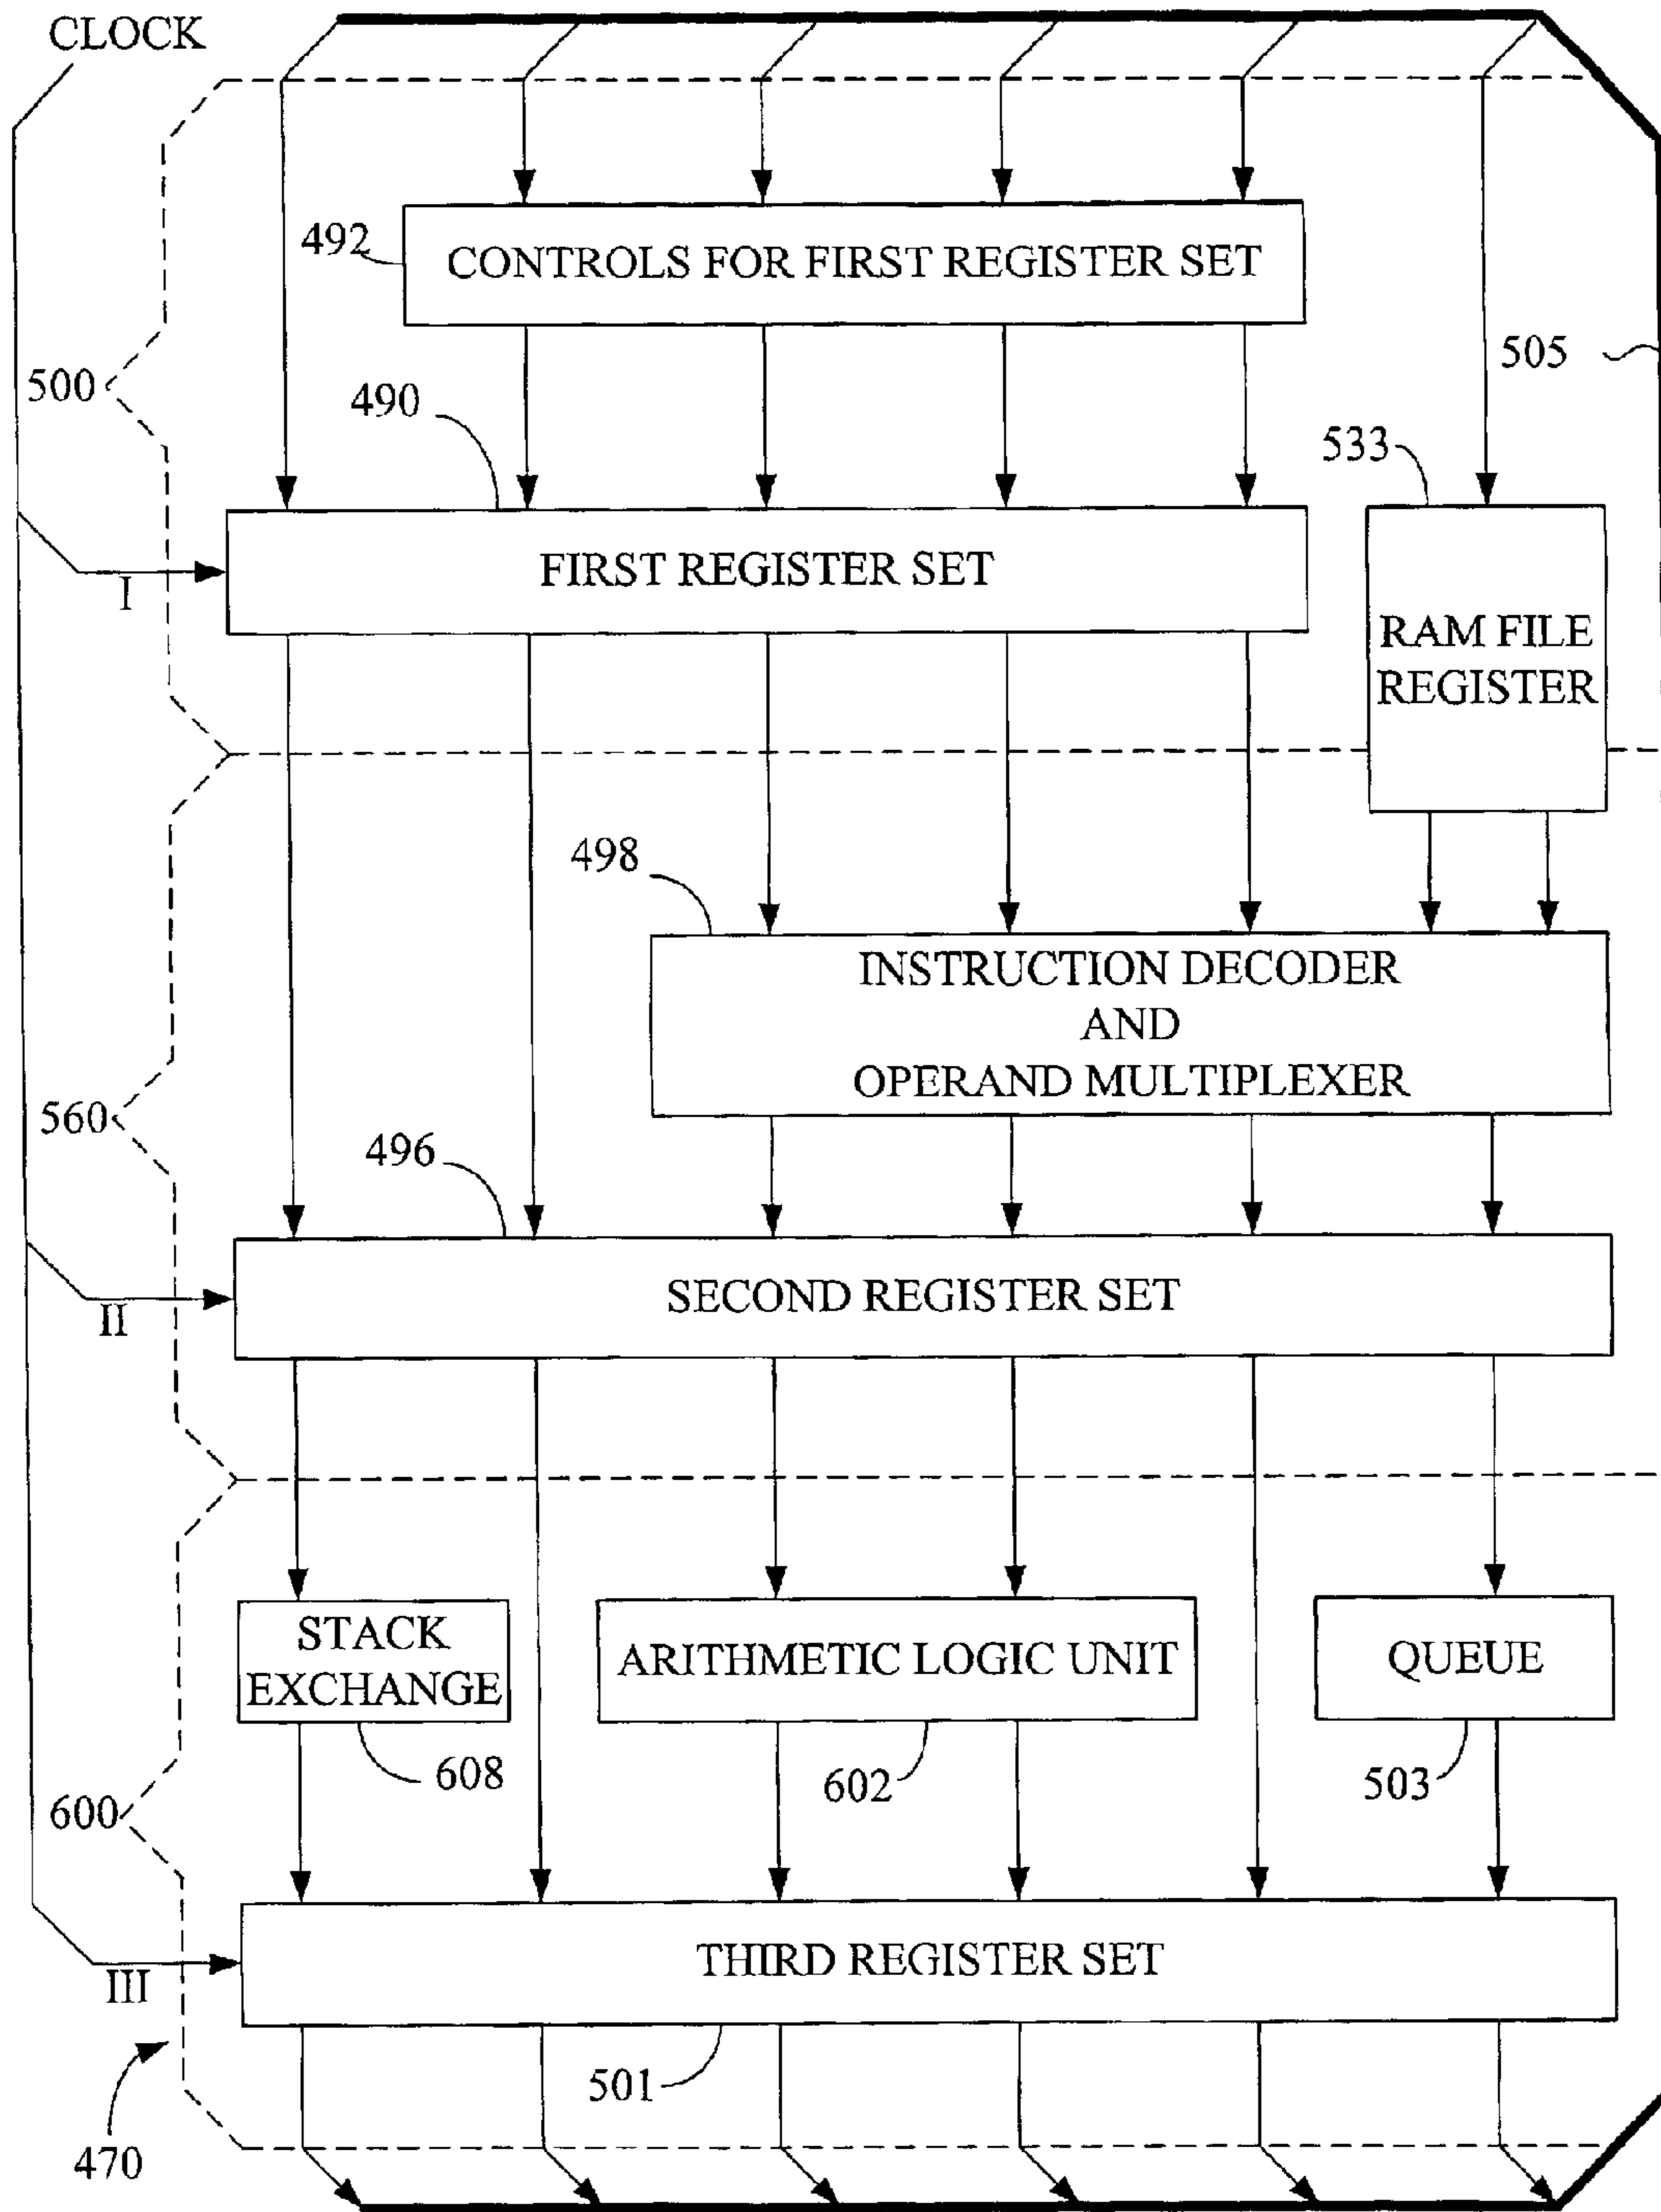 CLOCK
492
CONTROLS FOR FIRST REGISTER SET
505
500
490
533
FIRST REGISTER SET
I
RAM FILE
REGISTER
498
INSTRUCTION DECODER
AND
OPERAND MULTIPLEXER
560
496
SECOND REGISTER SET
II
STACK
EXCHANGE
ARITHMETIC LOGIC UNIT
QUEUE
608
602
503
600
THIRD REGISTER SET
III
501
470